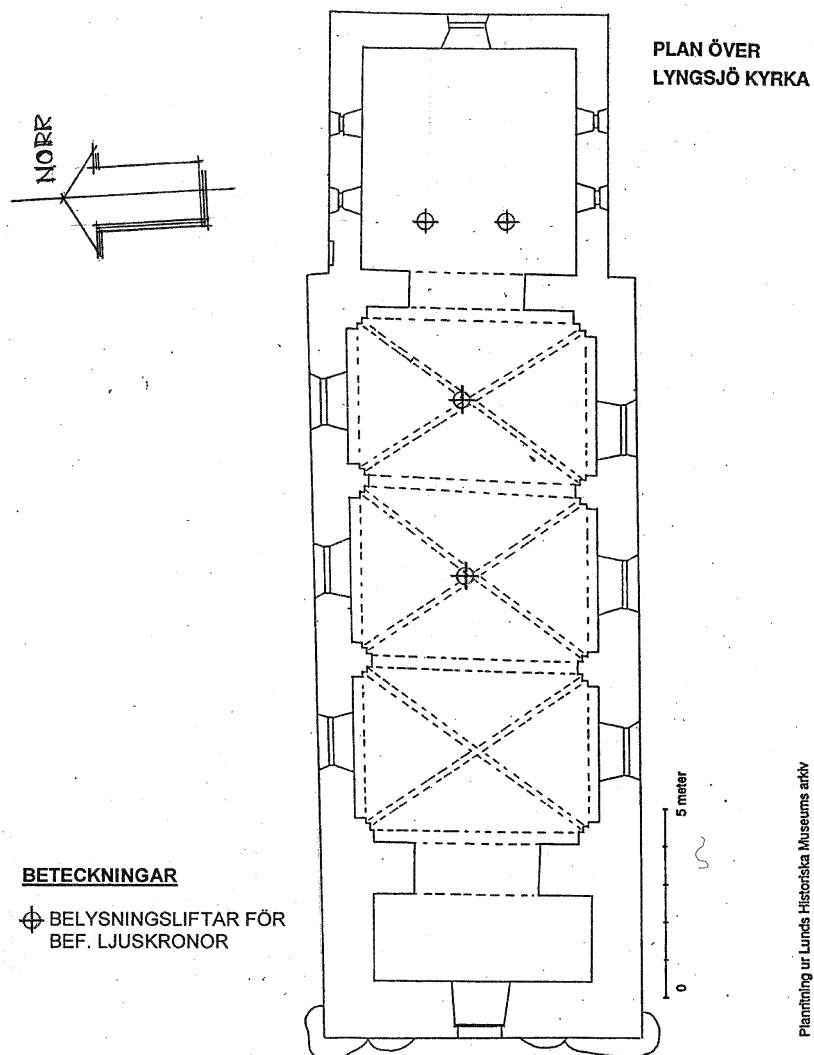 PLAN ÖVER
LYNGSJÖ KYRKA
NORR
5 meter
0
BETECKNINGAR
BELYSNINGSLIFTAR FÖR
BEF. LJUSKRONOR
Planritning ur Lunds Historiska Museums arkiv